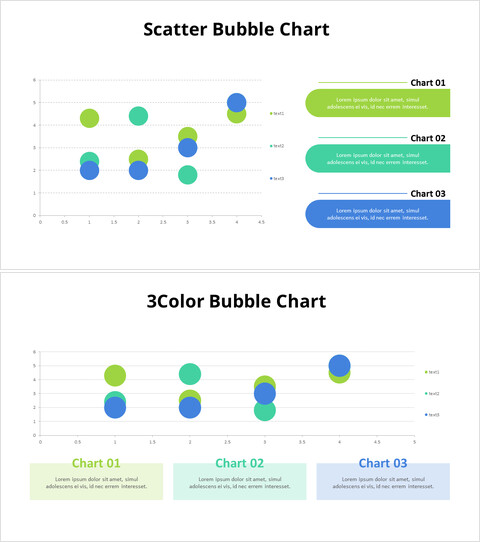 Scatter Bubble Chart
6
5
4
3
2
1
0
0 0.5 1 1.5 2 2.5 3 3.5 4 4.5
text1
text2
text3
Chart 01
Lorem ipsum dolor sit amet, simul
adolescens ei vis, id nec errem interesset.
Chart 02
Lorem ipsum dolor sit amet, simul
adolescens ei vis, id nec errem interesset.
Chart 03
Lorem ipsum dolor sit amet, simul
adolescens ei vis, id nec errem interesset.
3Color Bubble Chart
6
5
4
3
2
1
0
0 0.5 1 1.5 2 2.5 3 3.5 4 4.5 5
text1
text2
text3
Chart 01
Lorem ipsum dolor sit amet, simul
adolescens ei vis, id nec errem interesset.
Chart 02
Lorem ipsum dolor sit amet, simul
adolescens ei vis, id nec errem interesset.
Chart 03
Lorem ipsum dolor sit amet, simul
adolescens ei vis, id nec errem interesset.